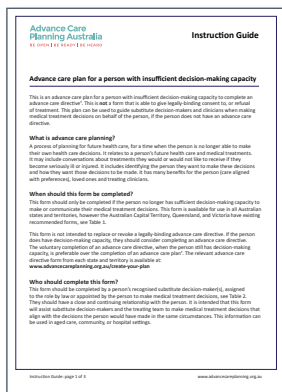 Advance Care
Planning Australia
BE OPEN | BE READY | BE HEARD
Instruction Guide
Advance care plan for a person with insufficient decision-making capacity
This is an advance care plan for a person with insufficient decision-making capacity to complete an
advance care directive¹. This is not a form that is able to give legally-binding consent to, or refusal
of treatment. This plan can be used to guide substitute decision-makers and clinicians when making
medical treatment decisions on behalf of the person, if the person does not have an advance care
directive.
What is advance care planning?
A process of planning for future health care, for a time when the person is no longer able to make
their own health care decisions. It relates to a person's future health care and medical treatments.
It may include conversations about treatments they would or would not like to receive if they
become seriously ill or injured. It includes identifying the person they want to make these decisions
and how they want those decisions to be made. It has many benefits for the person (care aligned
with preferences), loved ones and treating clinicians.
When should this form be completed?
This form should only be completed if the person no longer has sufficient decision-making capacity to
make or communicate their medical treatment decisions. This form is available for use in all Australian
states and territories, however the Australian Capital Territory, Queensland, and Victoria have existing
recommended forms, see Table 1.
This form is not intended to replace or revoke a legally-binding advance care directive. If the person
does have decision-making capacity, they should consider completing an advance care directive.
The voluntary completion of an advance care directive, when the person still has decision-making
capacity, is preferable over the completion of an advance care plan². The relevant advance care
directive form from each state and territory is available at:
www.advancecareplanning.org.au/create-your-plan
Who should complete this form?
This form should be completed by a person's recognised substitute decision-maker(s), assigned
to the role by law or appointed by the person to make medical treatment decisions, see Table 2.
They should have a close and continuing relationship with the person. It is intended that this form
will assist substitute decision-makers and the treating team to make medical treatment decisions that
align with the decisions the person would have made in the same circumstances. This information can
be used in aged care, community, or hospital settings.
Instruction Guide: page 1 of 3
www.advancecareplanning.org.au